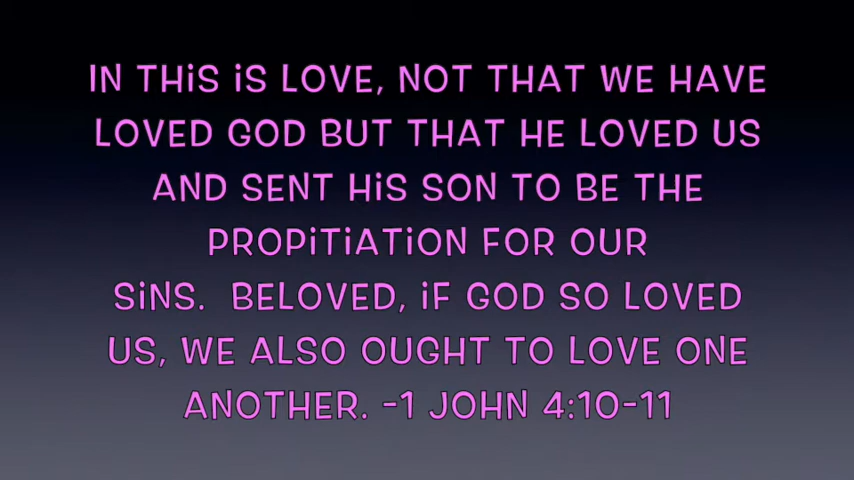 IN THiS iS LOVE, NOT THAT WE HAVE
LOVED GOD BUT THAT HE LOVED US
AND SENT HiS SON TO BE THE
PROPiTiATiON FOR OUR
SiNS.  BELOVED, iF GOD SO LOVED
US, WE ALSO OUGHT TO LOVE ONE
ANOTHER. -1 JOHN 4:10-11